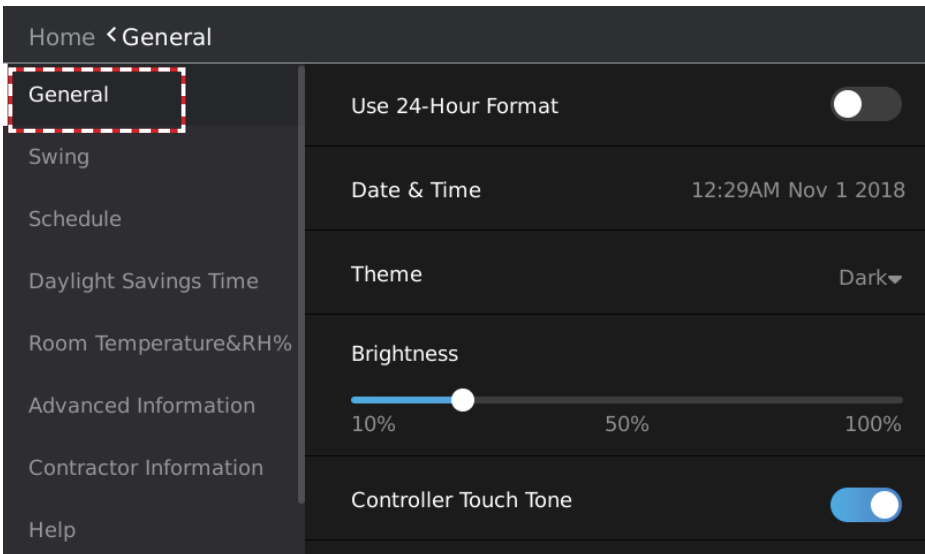 Home < General
General
Swing
Schedule
Daylight Savings Time
Room Temperature&RH%
Advanced Information
Contractor Information
Help
Use 24-Hour Format
Date & Time 12:29AM Nov 1 2018
Theme Dark
Brightness
10% 50% 100%
Controller Touch Tone